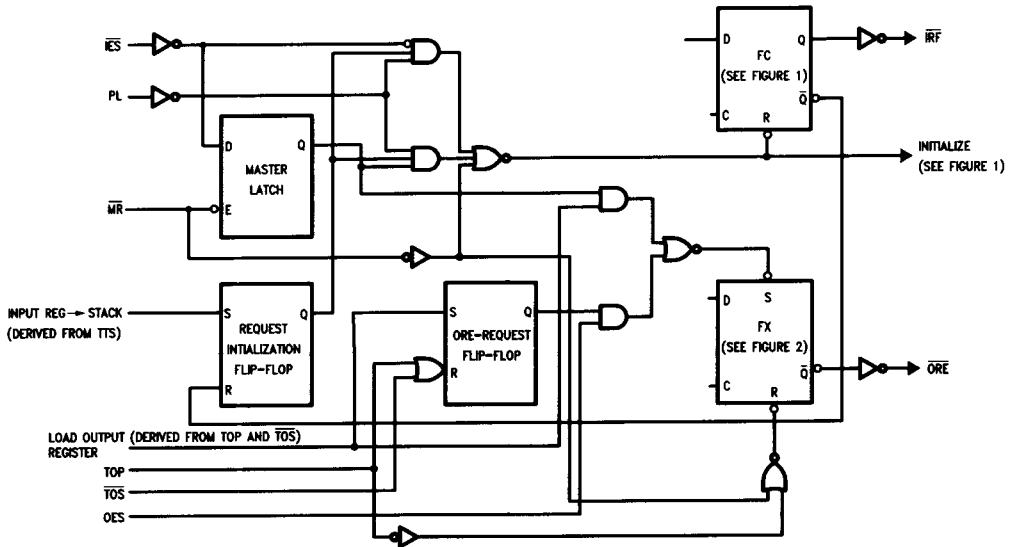 IES
PL
MR
INPUT REG → STACK
(DERIVED FROM TTS)
D
Q
MASTER
LATCH
E
S
Q
REQUEST
INTIALIZATION
FLIP-FLOP
R
S
Q
ORE-REQUEST
FLIP-FLOP
R
D
Q
FC
(SEE FIGURE 1)
Q
C
R
IRF
INITIALIZE
(SEE FIGURE 1)
D
S
FX
(SEE FIGURE 2)
Q
C
R
ORE
LOAD OUTPUT (DERIVED FROM TOP AND TOS)
REGISTER
TOP
TOS
OES